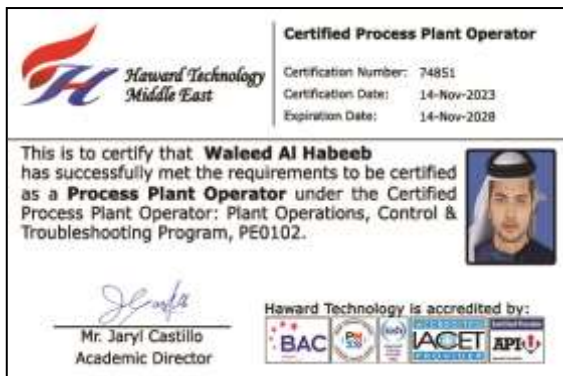 Haward Technology
Middle East
Certified Process Plant Operator
Certification Number: 74851
Certification Date: 14-Nov-2023
Expiration Date: 14-Nov-2028
This is to certify that Waleed Al Habeeb
has successfully met the requirements to be certified
as a Process Plant Operator under the Certified
Process Plant Operator: Plant Operations, Control &
Troubleshooting Program, PE0102.
Mr. Jaryl Castillo
Academic Director
Haward Technology is accredited by:
BAC
ACCREDITED
IACET
PROVIDER
API